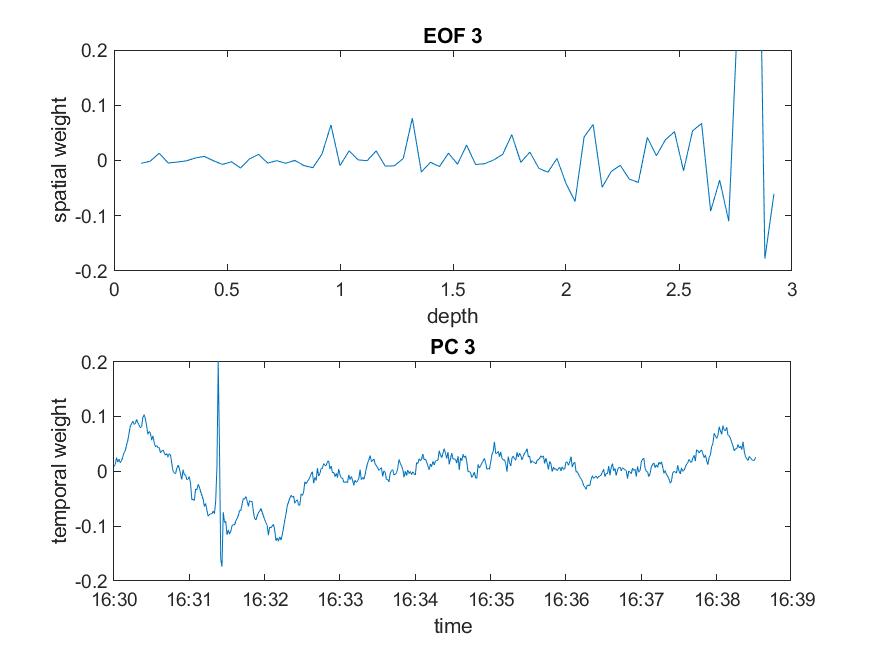 EOF 3
0.2
0.1
0
-0.1
-0.2
spatial weight
0 0.5 1 1.5 2 2.5 3
depth
PC 3
0.2
0.1
0
-0.1
-0.2
temporal weight
16:30 16:31 16:32 16:33 16:34 16:35 16:36 16:37 16:38 16:39
time